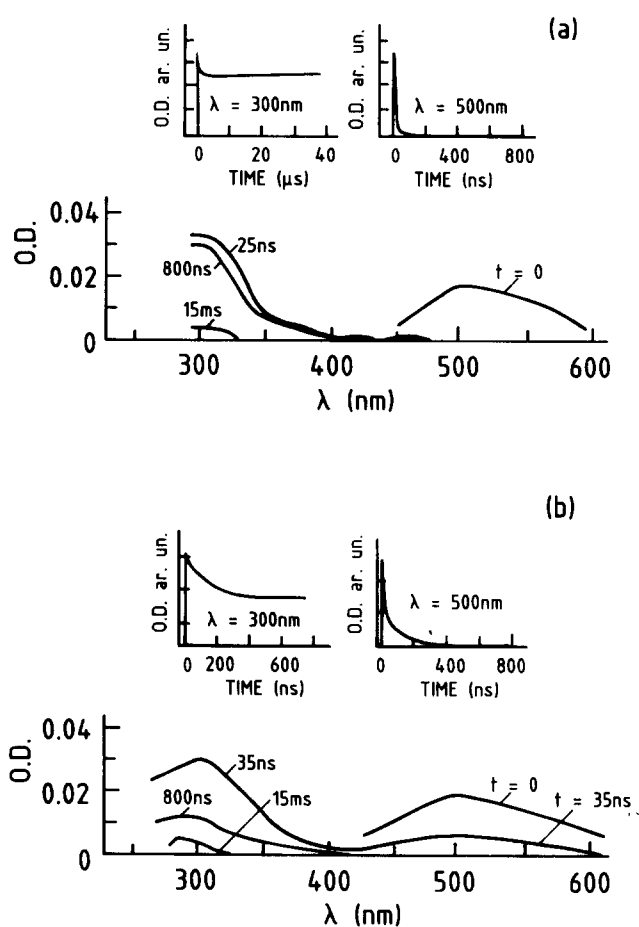 (a)
O.D. ar. un.
λ = 300nm
0 20 40
TIME (μs)
O.D. ar. un.
λ = 500nm
0 400 800
TIME (ns)
O.D.
0.04
0.02
0
25ns
800ns
15ms
t = 0
300 400 500 600
λ (nm)
(b)
O.D. ar. un.
λ = 300nm
0 200 600
TIME (ns)
O.D. ar. un.
λ = 500nm
0 400 800
TIME (ns)
O.D.
0.04
0.02
0
35ns
800ns
15ms
t = 0
t = 35ns
300 400 500 600
λ (nm)